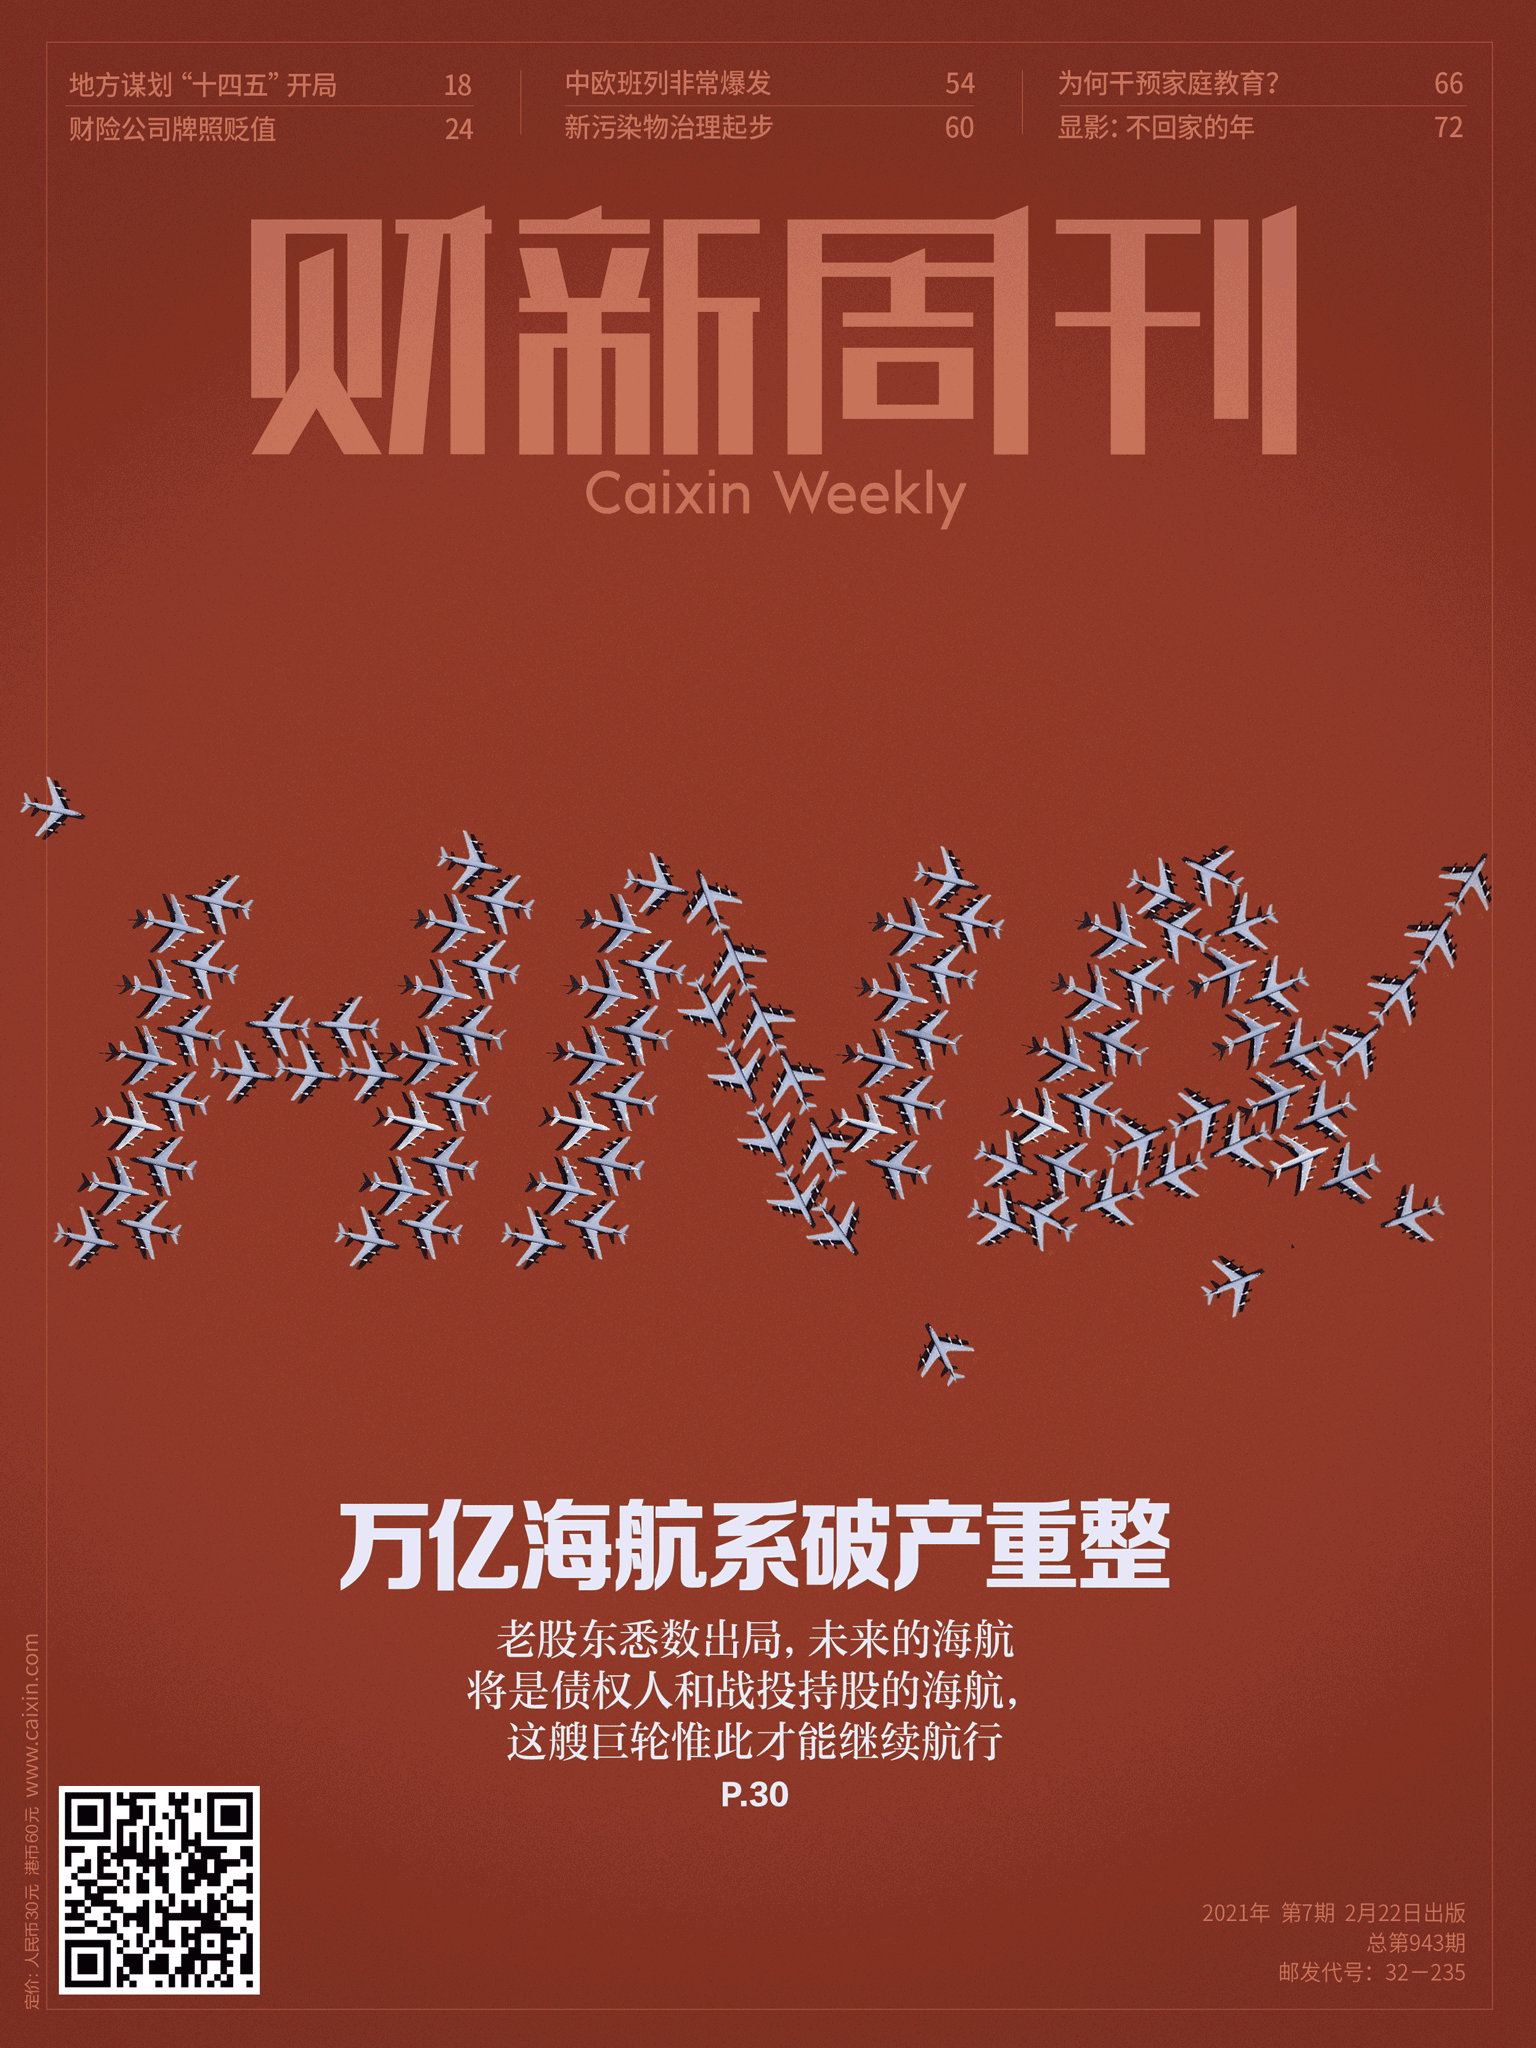 地方谋划“十四五”开局 18
财险公司牌照贬值 24
中欧班列非常爆发 54
新污染物治理起步 60
为何干预家庭教育? 66
显影: 不回家的年 72
财新周刊
Caixin Weekly
HNA
万亿海航系破产重整
老股东悉数出局, 未来的海航
将是债权人和战投持股的海航,
这艘巨轮惟此才能继续航行
P.30
定价: 人民币30元 港币60元 www.caixin.com
2021年 第7期 2月22日出版
总第943期
邮发代号: 32-235